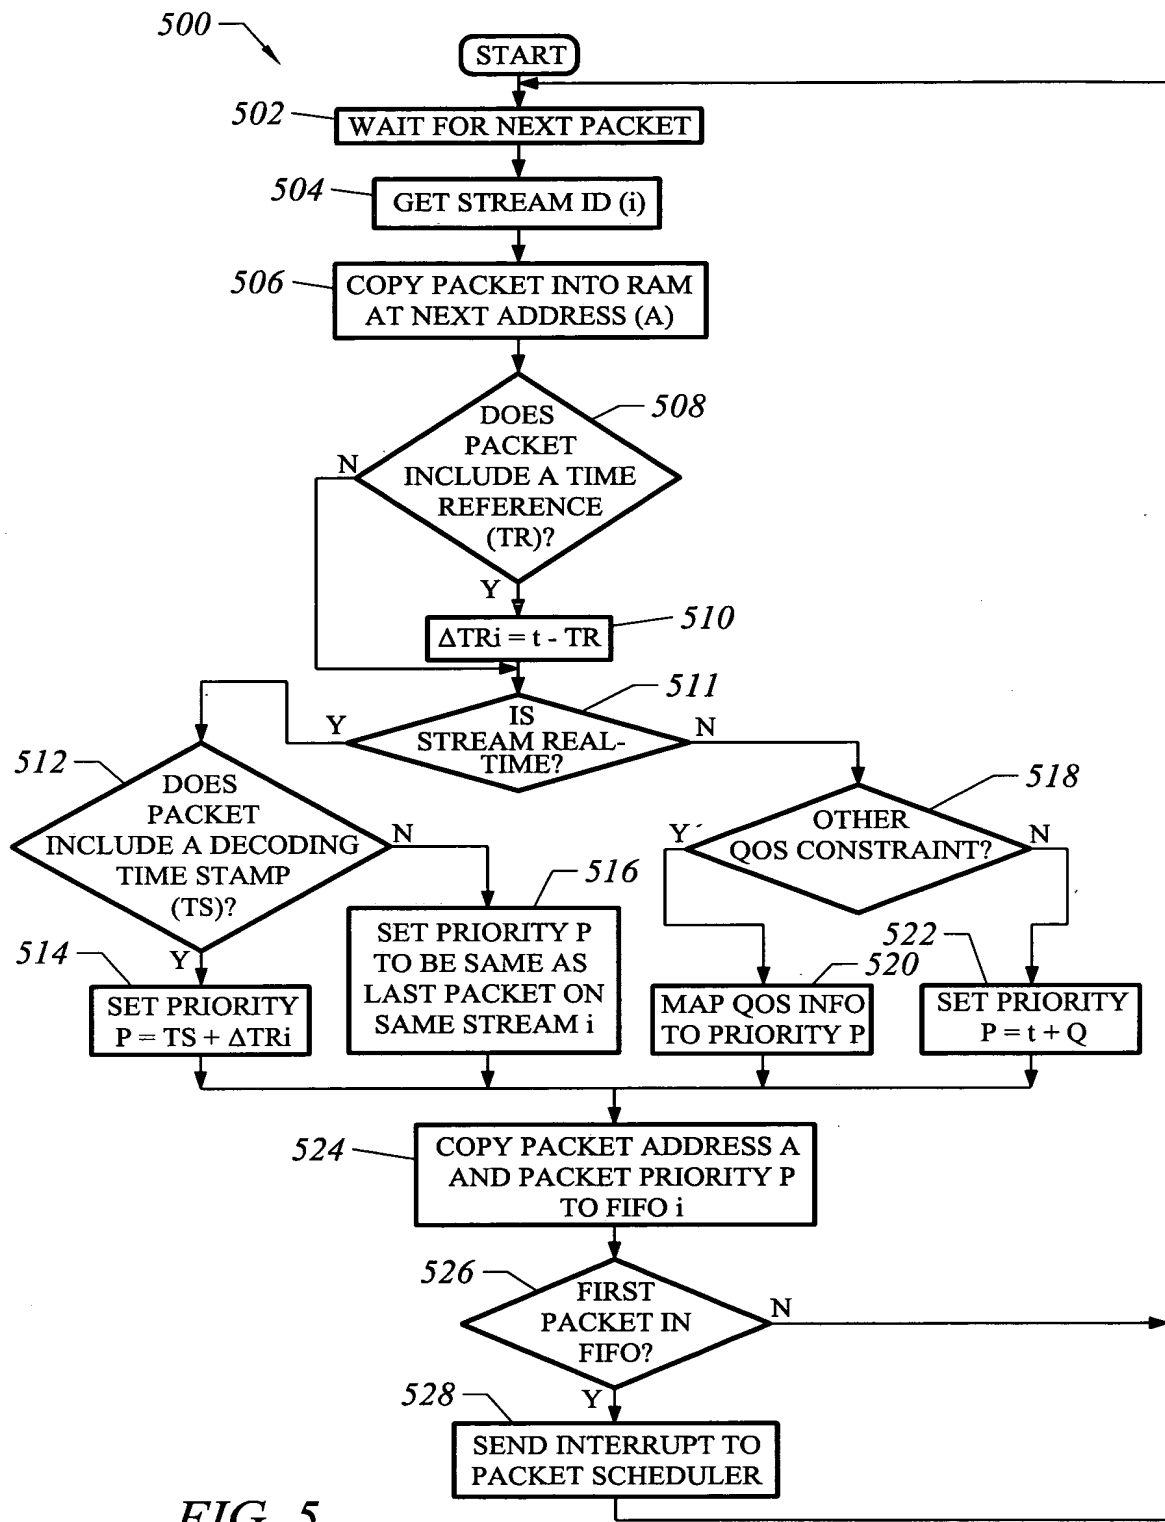 500
START
502
WAIT FOR NEXT PACKET
504
GET STREAM ID (i)
506
COPY PACKET INTO RAM
AT NEXT ADDRESS (A)
508
DOES
PACKET
INCLUDE A TIME
REFERENCE
(TR)?
N
Y
510
ΔTRi = t - TR
511
IS
STREAM REAL-
TIME?
Y
N
512
DOES
PACKET
INCLUDE A DECODING
TIME STAMP
(TS)?
N
Y
518
OTHER
QOS CONSTRAINT?
Y
N
514
SET PRIORITY
P = TS + ΔTRi
516
SET PRIORITY P
TO BE SAME AS
LAST PACKET ON
SAME STREAM i
520
MAP QOS INFO
TO PRIORITY P
522
SET PRIORITY
P = t + Q
524
COPY PACKET ADDRESS A
AND PACKET PRIORITY P
TO FIFO i
526
FIRST
PACKET IN
FIFO?
N
Y
528
SEND INTERRUPT TO
PACKET SCHEDULER
FIG. 5